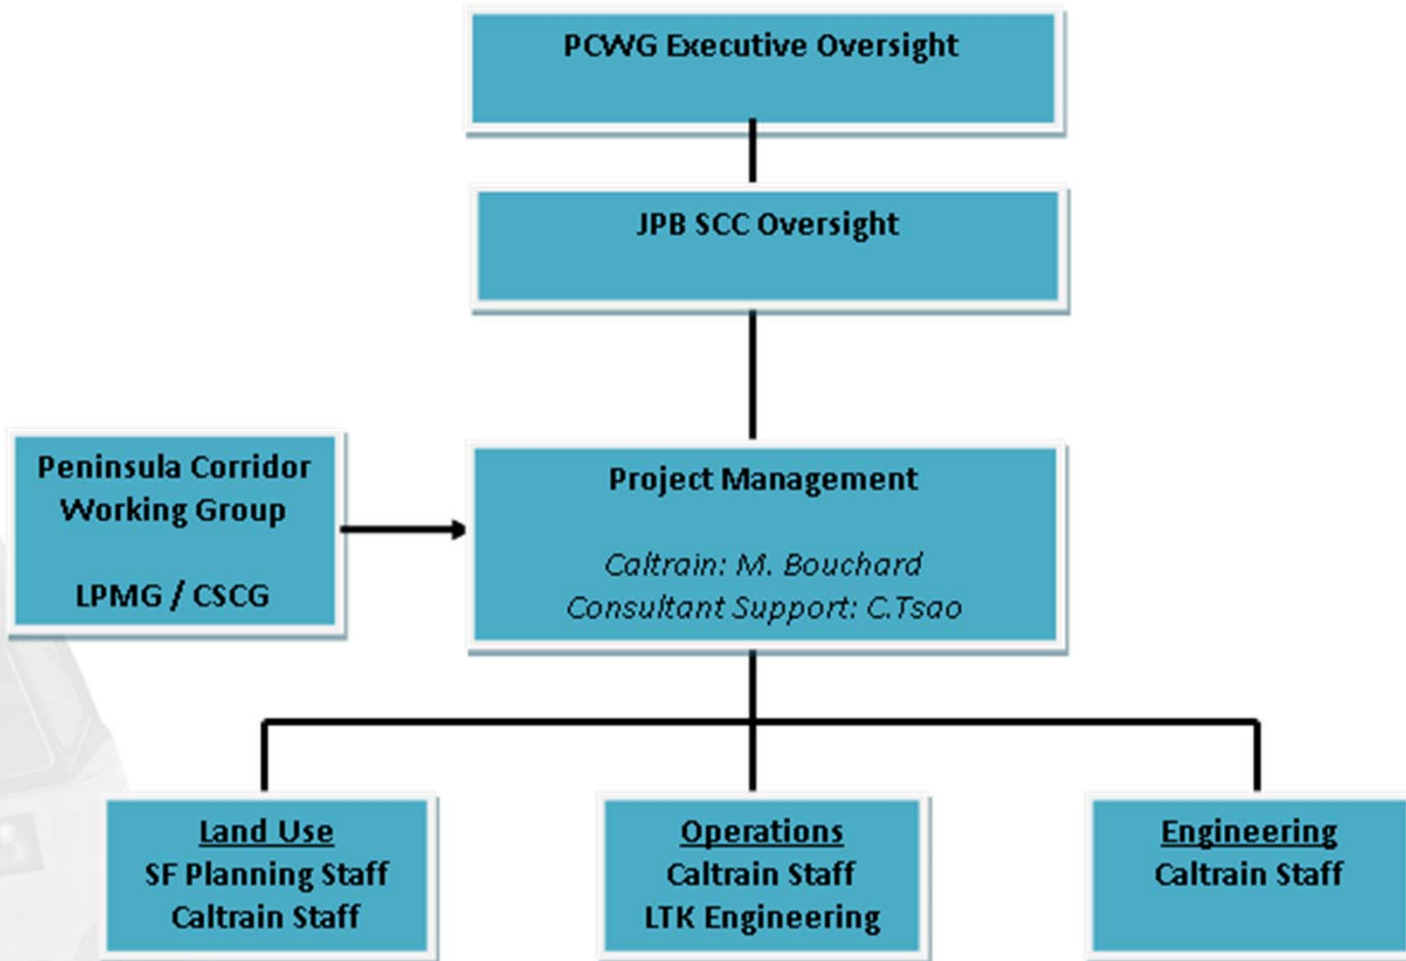 PCWG Executive Oversight
JPB SCC Oversight
Peninsula Corridor
Working Group
LPMG / CSCG
Project Management
Caltrain: M. Bouchard
Consultant Support: C.Tsao
Land Use
SF Planning Staff
Caltrain Staff
Operations
Caltrain Staff
LTK Engineering
Engineering
Caltrain Staff